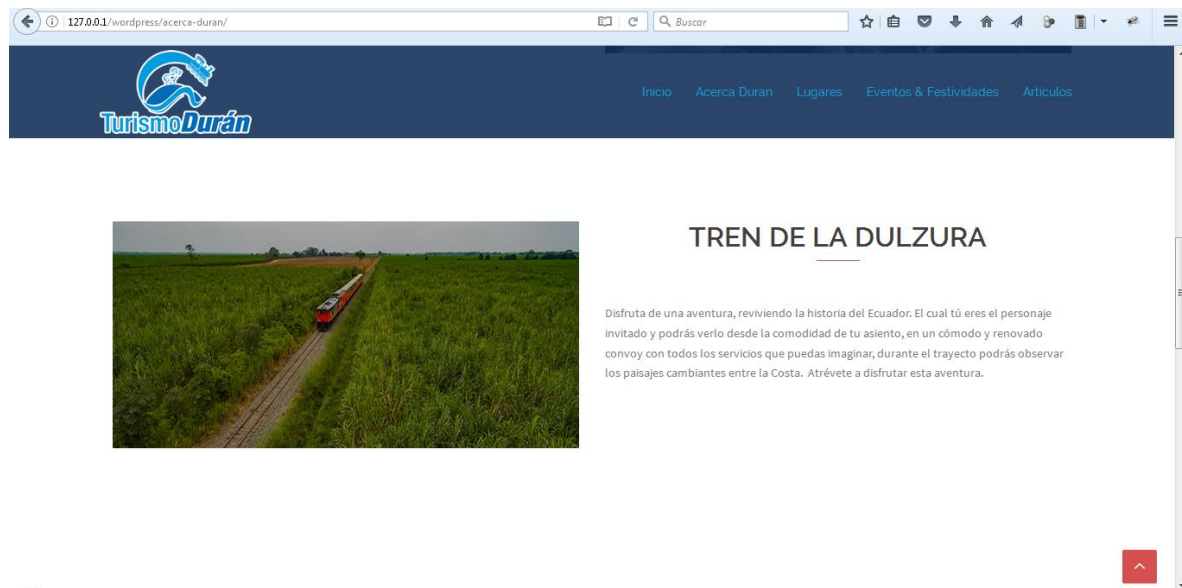 127.0.0.1/wordpress/acerca-duran/
Buscar
TurismoDurán
Inicio Acerca Duran Lugares Eventos & Festividades Articulos
TREN DE LA DULZURA
Disfruta de una aventura, reviviendo la historia del Ecuador. El cual tú eres el personaje
invitado y podrás verlo desde la comodidad de tu asiento, en un cómodo y renovado
convoy con todos los servicios que puedas imaginar, durante el trayecto podrás observar
los paisajes cambiantes entre la Costa. Atrévete a disfrutar esta aventura.